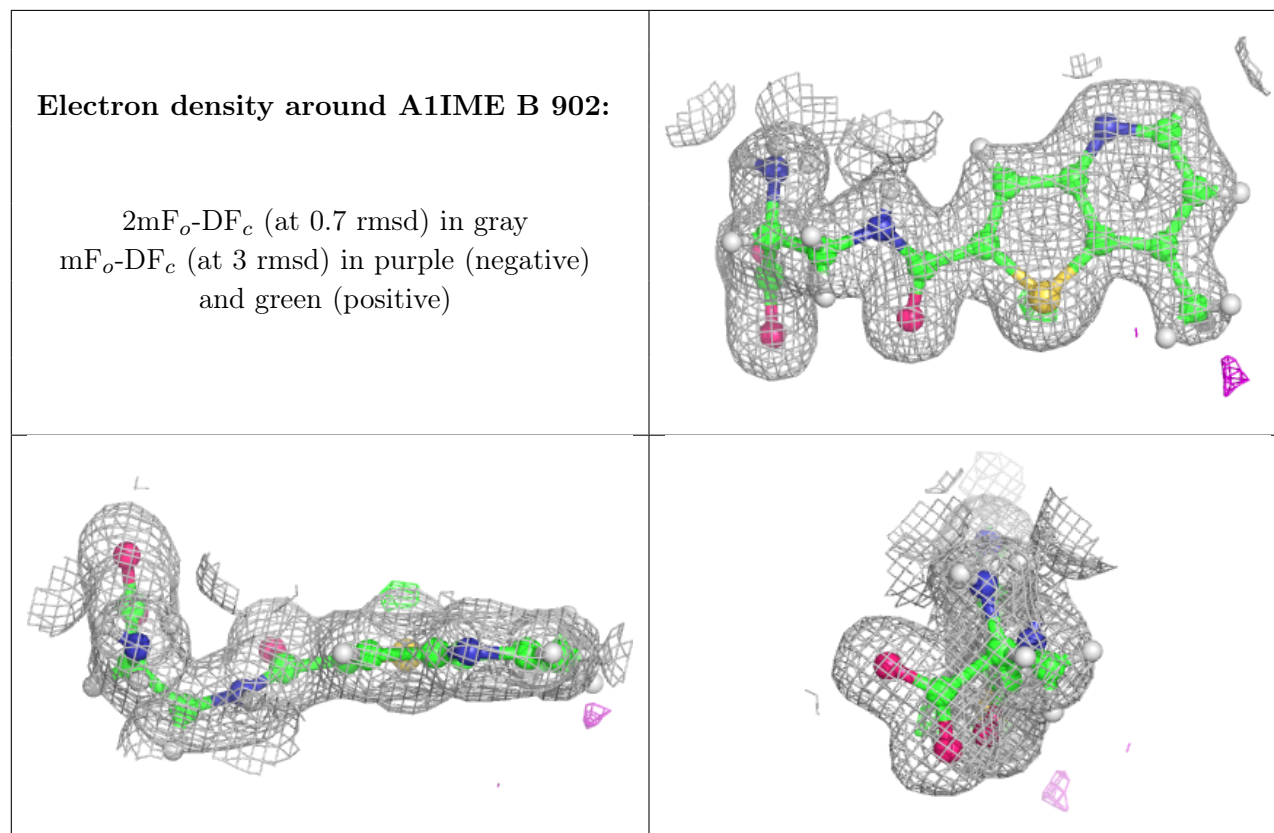 Electron density around A1IME B 902:
2mFo-DFc (at 0.7 rmsd) in gray
mFo-DFc (at 3 rmsd) in purple (negative)
and green (positive)